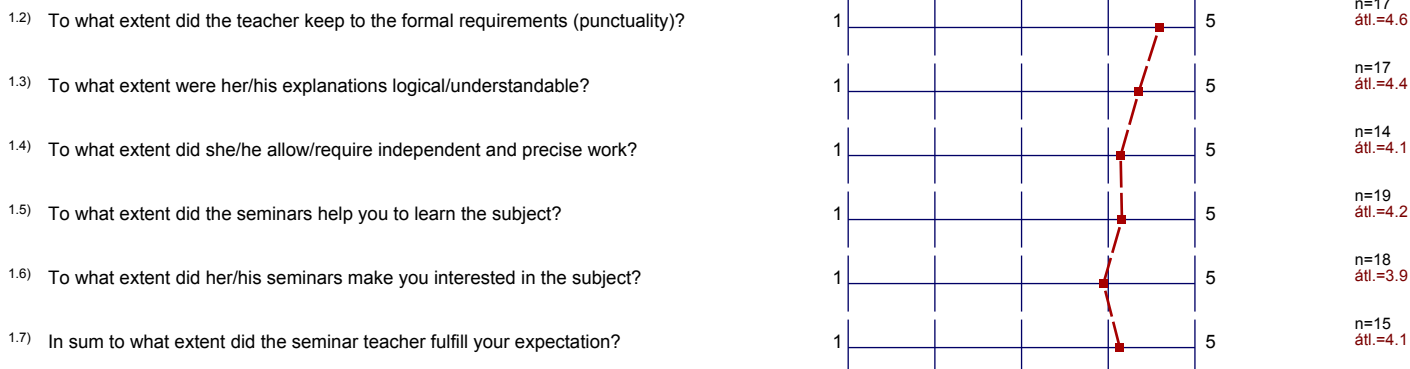 n=17
1.2) To what extent did the teacher keep to the formal requirements (punctuality)? 1 5 átl.=4.6
n=17
1.3) To what extent were her/his explanations logical/understandable? 1 5 átl.=4.4
n=14
1.4) To what extent did she/he allow/require independent and precise work? 1 5 átl.=4.1
n=19
1.5) To what extent did the seminars help you to learn the subject? 1 5 átl.=4.2
n=18
1.6) To what extent did her/his seminars make you interested in the subject? 1 5 átl.=3.9
n=15
1.7) In sum to what extent did the seminar teacher fulfill your expectation? 1 5 átl.=4.1